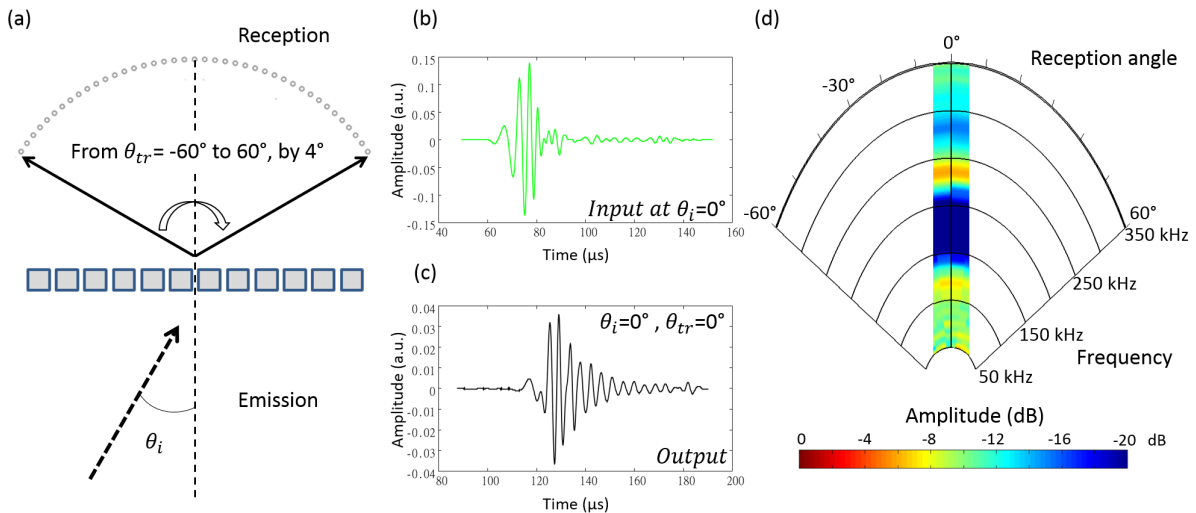 (a)
Reception
From θtr= -60° to 60°, by 4°
θi
Emission
(b)
Amplitude (a.u.)
0.15
0.10
0.05
0
-0.05
-0.1
-0.15
40 60 80 100 120 140 160
Time (μs)
Input at θi=0°
(c)
Amplitude (a.u.)
0.04
0.03
0.02
0.01
0
-0.01
-0.02
-0.03
-0.04
80 100 120 140 160 180 200
Time (μs)
θi=0° , θtr=0°
Output
(d)
0°
Reception angle
-30°
-60°
60°
350 kHz
250 kHz
150 kHz
50 kHz
Frequency
Amplitude (dB)
0 -4 -8 -12 -16 -20 dB